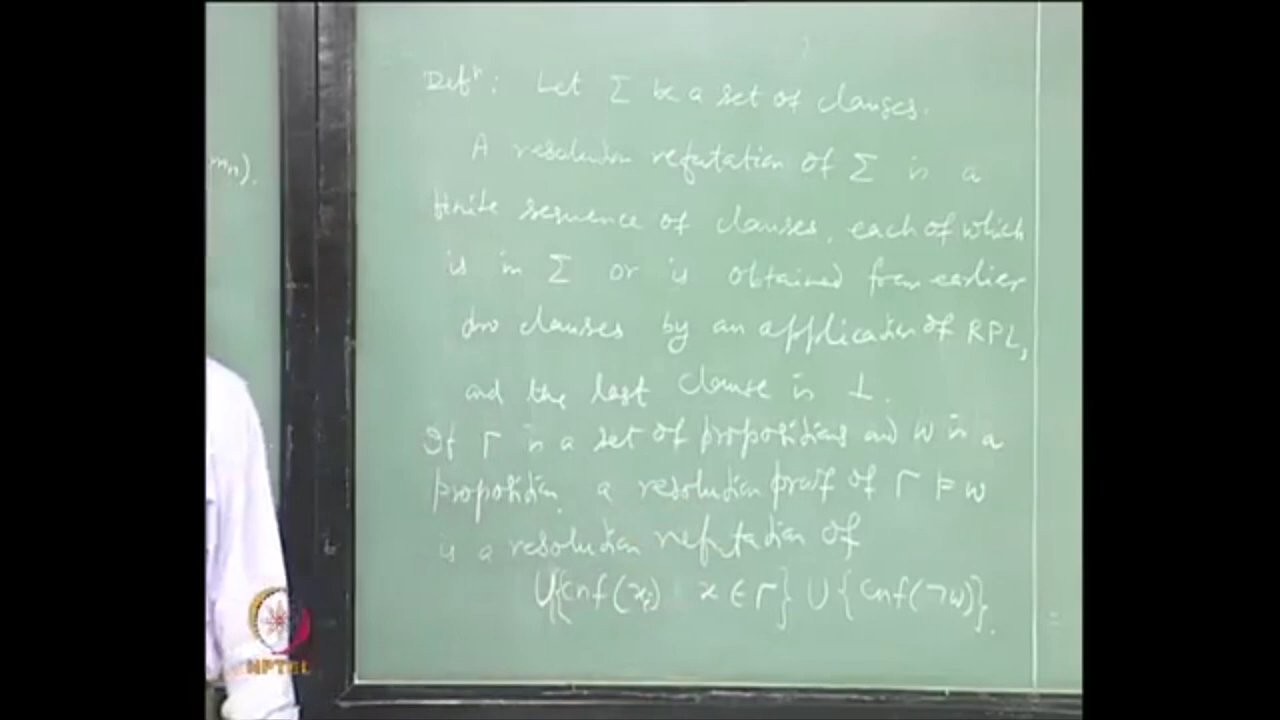 mn).
Defⁿ: Let Σ be a set of clauses.
A resolution refutation of Σ is a
finite sequence of clauses, each of which
is in Σ or is obtained from earlier
two clauses by an application of RPL,
and the last clause is ⊥.
If Γ is a set of propositions and w is a
proposition, a resolution proof of Γ ⊨ w
is a resolution refutation of
∪{cnf(x) x ∈ Γ} ∪ {cnf(¬w)}.
NPTEL